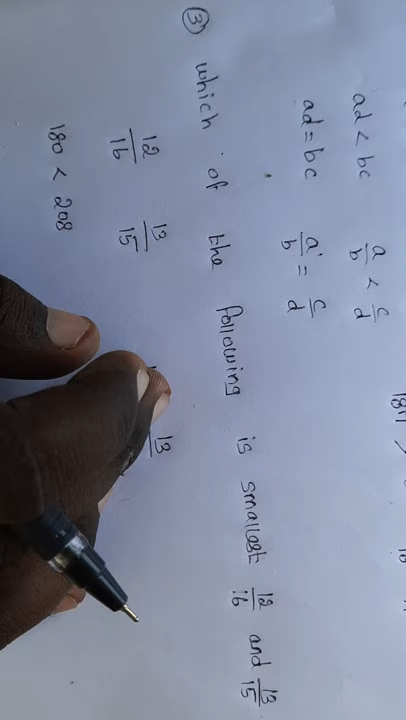 ad < bc a/b < c/d
ad = bc a/b = c/d
③ which of the following is smallest 12/16 and 13/15
12/16 13/15 13
180 < 208